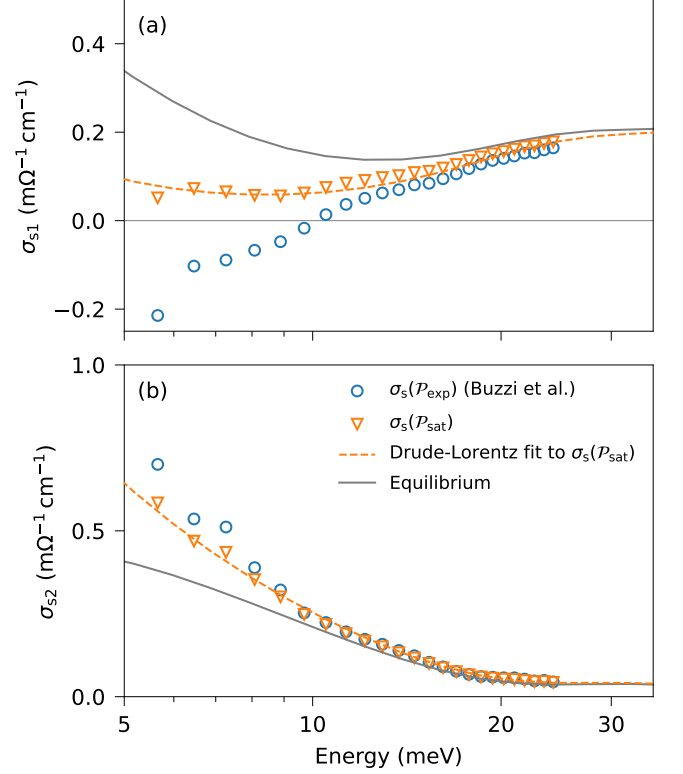 (a)
0.4
0.2
0.0
−0.2
σs1 (mΩ⁻¹ cm⁻¹)
(b)
1.0
0.5
0.0
σs2 (mΩ⁻¹ cm⁻¹)
σs(𝒫exp) (Buzzi et al.)
σs(𝒫sat)
Drude-Lorentz fit to σs(𝒫sat)
Equilibrium
5 10 20 30
Energy (meV)